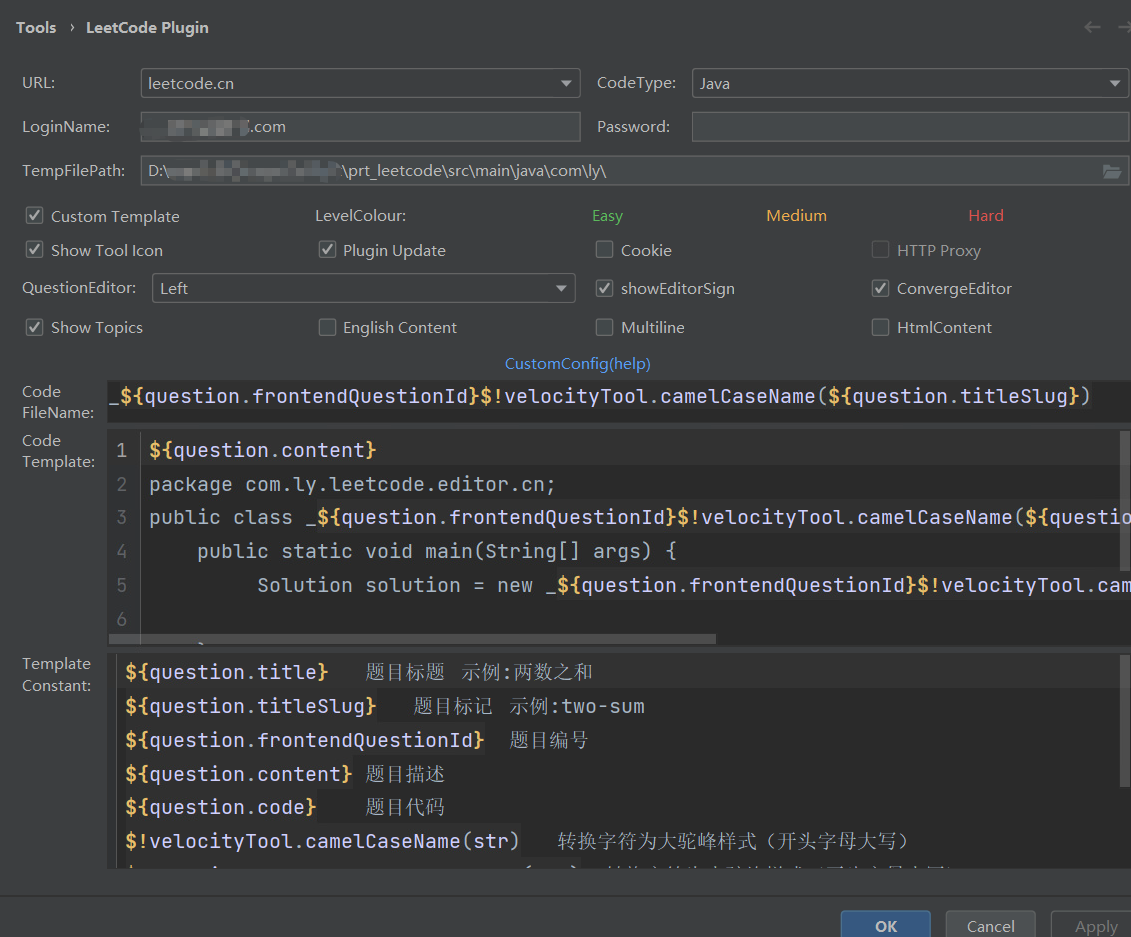 Tools › LeetCode Plugin
URL: leetcode.cn CodeType: Java
LoginName: .com Password:
TempFilePath: D:\ \prt_leetcode\src\main\java\com\ly\
Custom Template LevelColour: Easy Medium Hard
Show Tool Icon Plugin Update Cookie HTTP Proxy
QuestionEditor: Left showEditorSign ConvergeEditor
Show Topics English Content Multiline HtmlContent
CustomConfig(help)
Code FileName: _${question.frontendQuestionId}$!velocityTool.camelCaseName(${question.titleSlug})
Code Template:
1 ${question.content}
2 package com.ly.leetcode.editor.cn;
3 public class _${question.frontendQuestionId}$!velocityTool.camelCaseName(${questio
4 public static void main(String[] args) {
5 Solution solution = new _${question.frontendQuestionId}$!velocityTool.cam
6
Template Constant:
${question.title} 题目标题 示例:两数之和
${question.titleSlug} 题目标记 示例:two-sum
${question.frontendQuestionId} 题目编号
${question.content} 题目描述
${question.code} 题目代码
$!velocityTool.camelCaseName(str) 转换字符为大驼峰样式（开头字母大写）
OK Cancel Apply